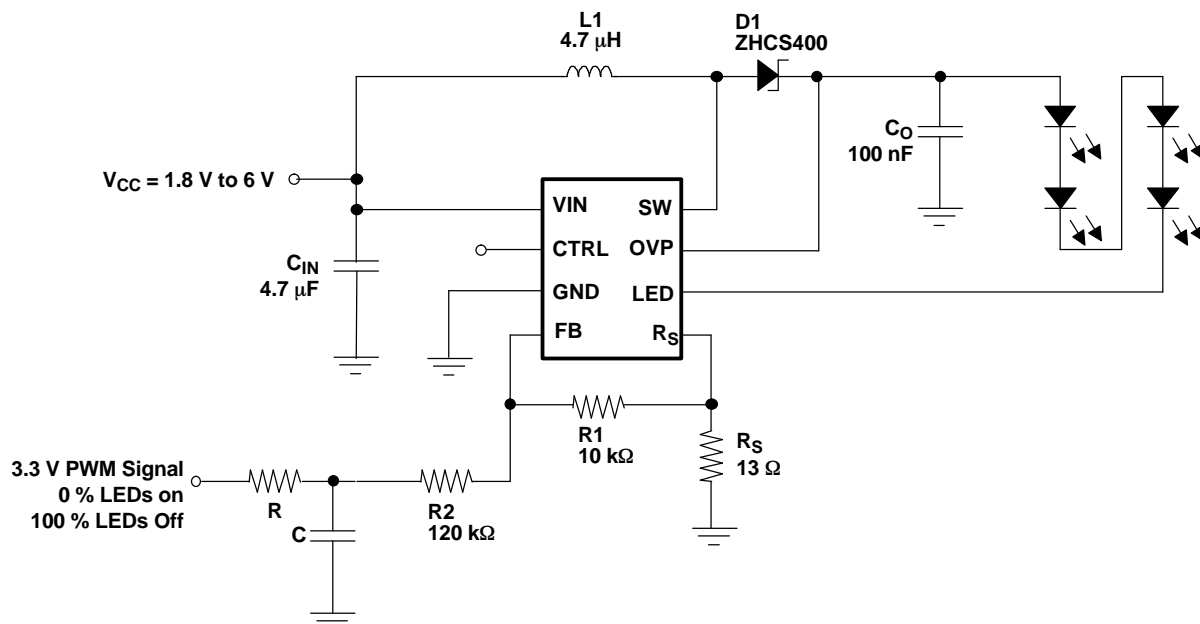 L1
4.7 μH
D1
ZHCS400
CO
100 nF
VCC = 1.8 V to 6 V
CIN
4.7 μF
VIN
SW
CTRL
OVP
GND
LED
FB
RS
R1
10 kΩ
RS
13 Ω
3.3 V PWM Signal
0 % LEDs on
100 % LEDs Off
R
C
R2
120 kΩ